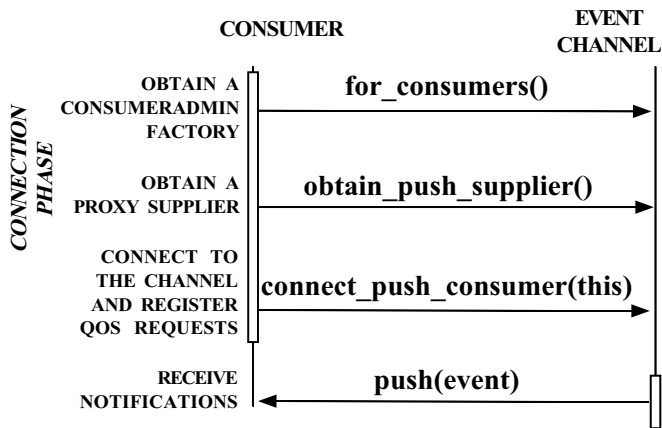 CONSUMER
EVENT
CHANNEL
CONNECTION
PHASE
OBTAIN A
CONSUMERADMIN
FACTORY
for_consumers()
OBTAIN A
PROXY SUPPLIER
obtain_push_supplier()
CONNECT TO
THE CHANNEL
AND REGISTER
QOS REQUESTS
connect_push_consumer(this)
RECEIVE
NOTIFICATIONS
push(event)